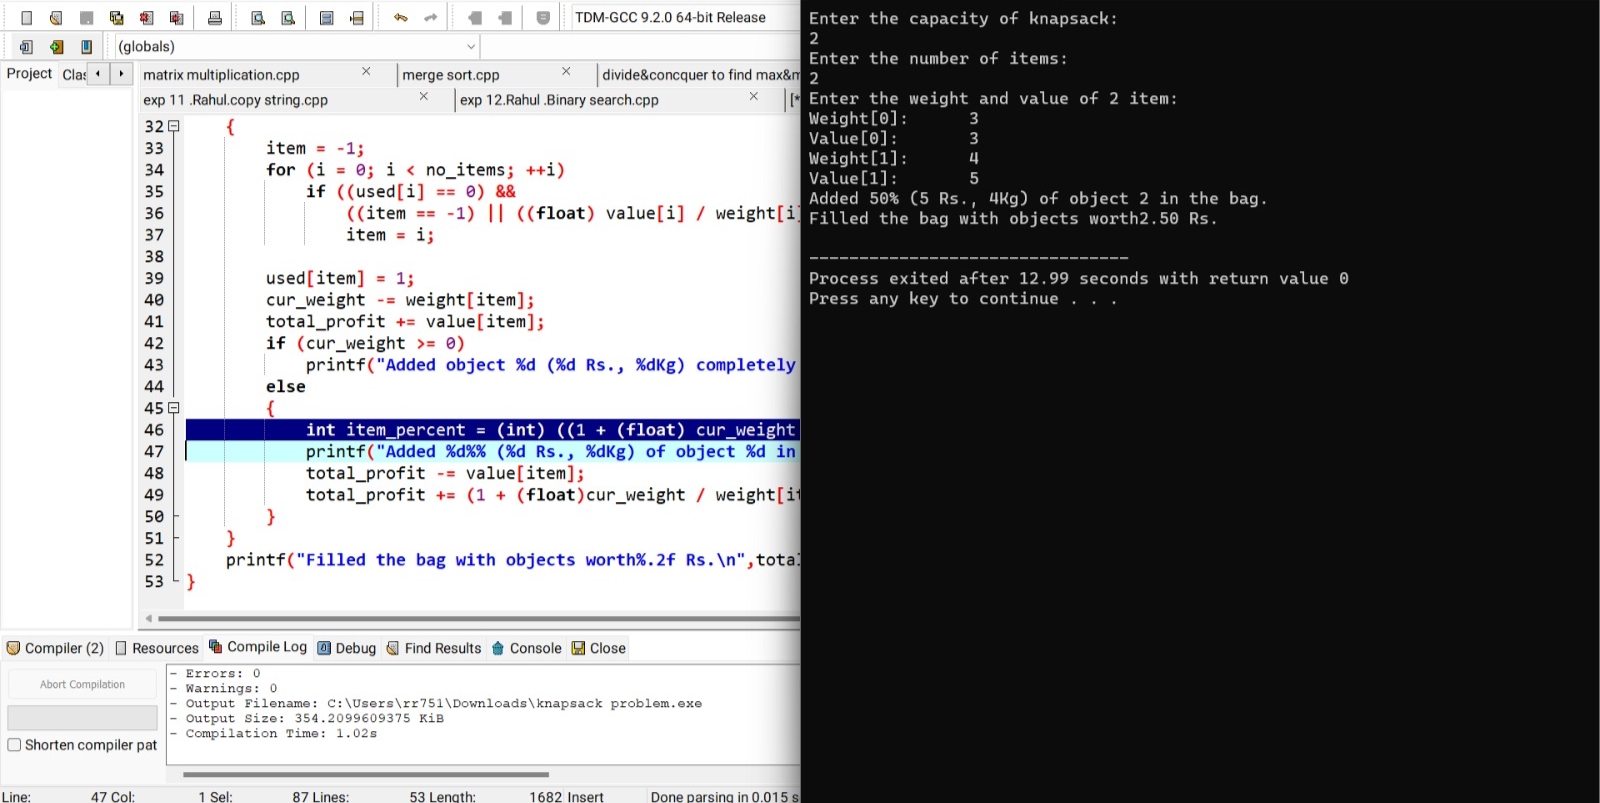 TDM-GCC 9.2.0 64-bit Release
(globals)
Project Clas
matrix multiplication.cpp
merge sort.cpp
divide&concquer to find max&m
exp 11 .Rahul.copy string.cpp
exp 12.Rahul .Binary search.cpp
[*
32 {
33 item = -1;
34 for (i = 0; i < no_items; ++i)
35 if ((used[i] == 0) &&
36 ((item == -1) || ((float) value[i] / weight[i]
37 item = i;
38
39 used[item] = 1;
40 cur_weight -= weight[item];
41 total_profit += value[item];
42 if (cur_weight >= 0)
43 printf("Added object %d (%d Rs., %dKg) completely
44 else
45 {
46 int item_percent = (int) ((1 + (float) cur_weight
47 printf("Added %d%% (%d Rs., %dKg) of object %d in
48 total_profit -= value[item];
49 total_profit += (1 + (float)cur_weight / weight[it
50 }
51 }
52 printf("Filled the bag with objects worth%.2f Rs.\n",total
53 }
Compiler (2) Resources Compile Log Debug Find Results Console Close
Abort Compilation
Shorten compiler pat
- Errors: 0
- Warnings: 0
- Output Filename: C:\Users\rr751\Downloads\knapsack problem.exe
- Output Size: 354.2099609375 KiB
- Compilation Time: 1.02s
Line: 47 Col: 1 Sel: 87 Lines: 53 Length: 1682 Insert Done parsing in 0.015 s
Enter the capacity of knapsack:
2
Enter the number of items:
2
Enter the weight and value of 2 item:
Weight[0]: 3
Value[0]: 3
Weight[1]: 4
Value[1]: 5
Added 50% (5 Rs., 4Kg) of object 2 in the bag.
Filled the bag with objects worth2.50 Rs.
--------------------------------
Process exited after 12.99 seconds with return value 0
Press any key to continue . . .